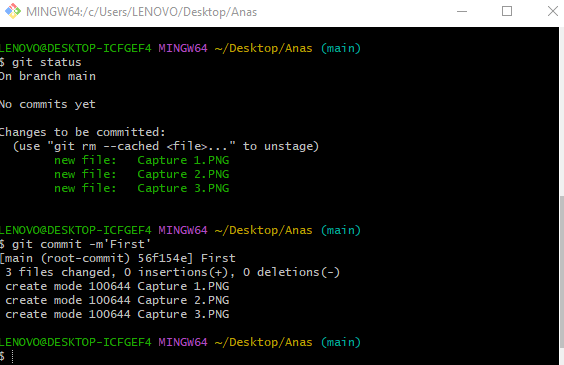 MINGW64:/c/Users/LENOVO/Desktop/Anas
LENOVO@DESKTOP-ICFGEF4 MINGW64 ~/Desktop/Anas (main)
$ git status
On branch main
No commits yet
Changes to be committed:
  (use "git rm --cached <file>..." to unstage)
        new file:   Capture 1.PNG
        new file:   Capture 2.PNG
        new file:   Capture 3.PNG
LENOVO@DESKTOP-ICFGEF4 MINGW64 ~/Desktop/Anas (main)
$ git commit -m'First'
[main (root-commit) 56f154e] First
 3 files changed, 0 insertions(+), 0 deletions(-)
 create mode 100644 Capture 1.PNG
 create mode 100644 Capture 2.PNG
 create mode 100644 Capture 3.PNG
LENOVO@DESKTOP-ICFGEF4 MINGW64 ~/Desktop/Anas (main)
$